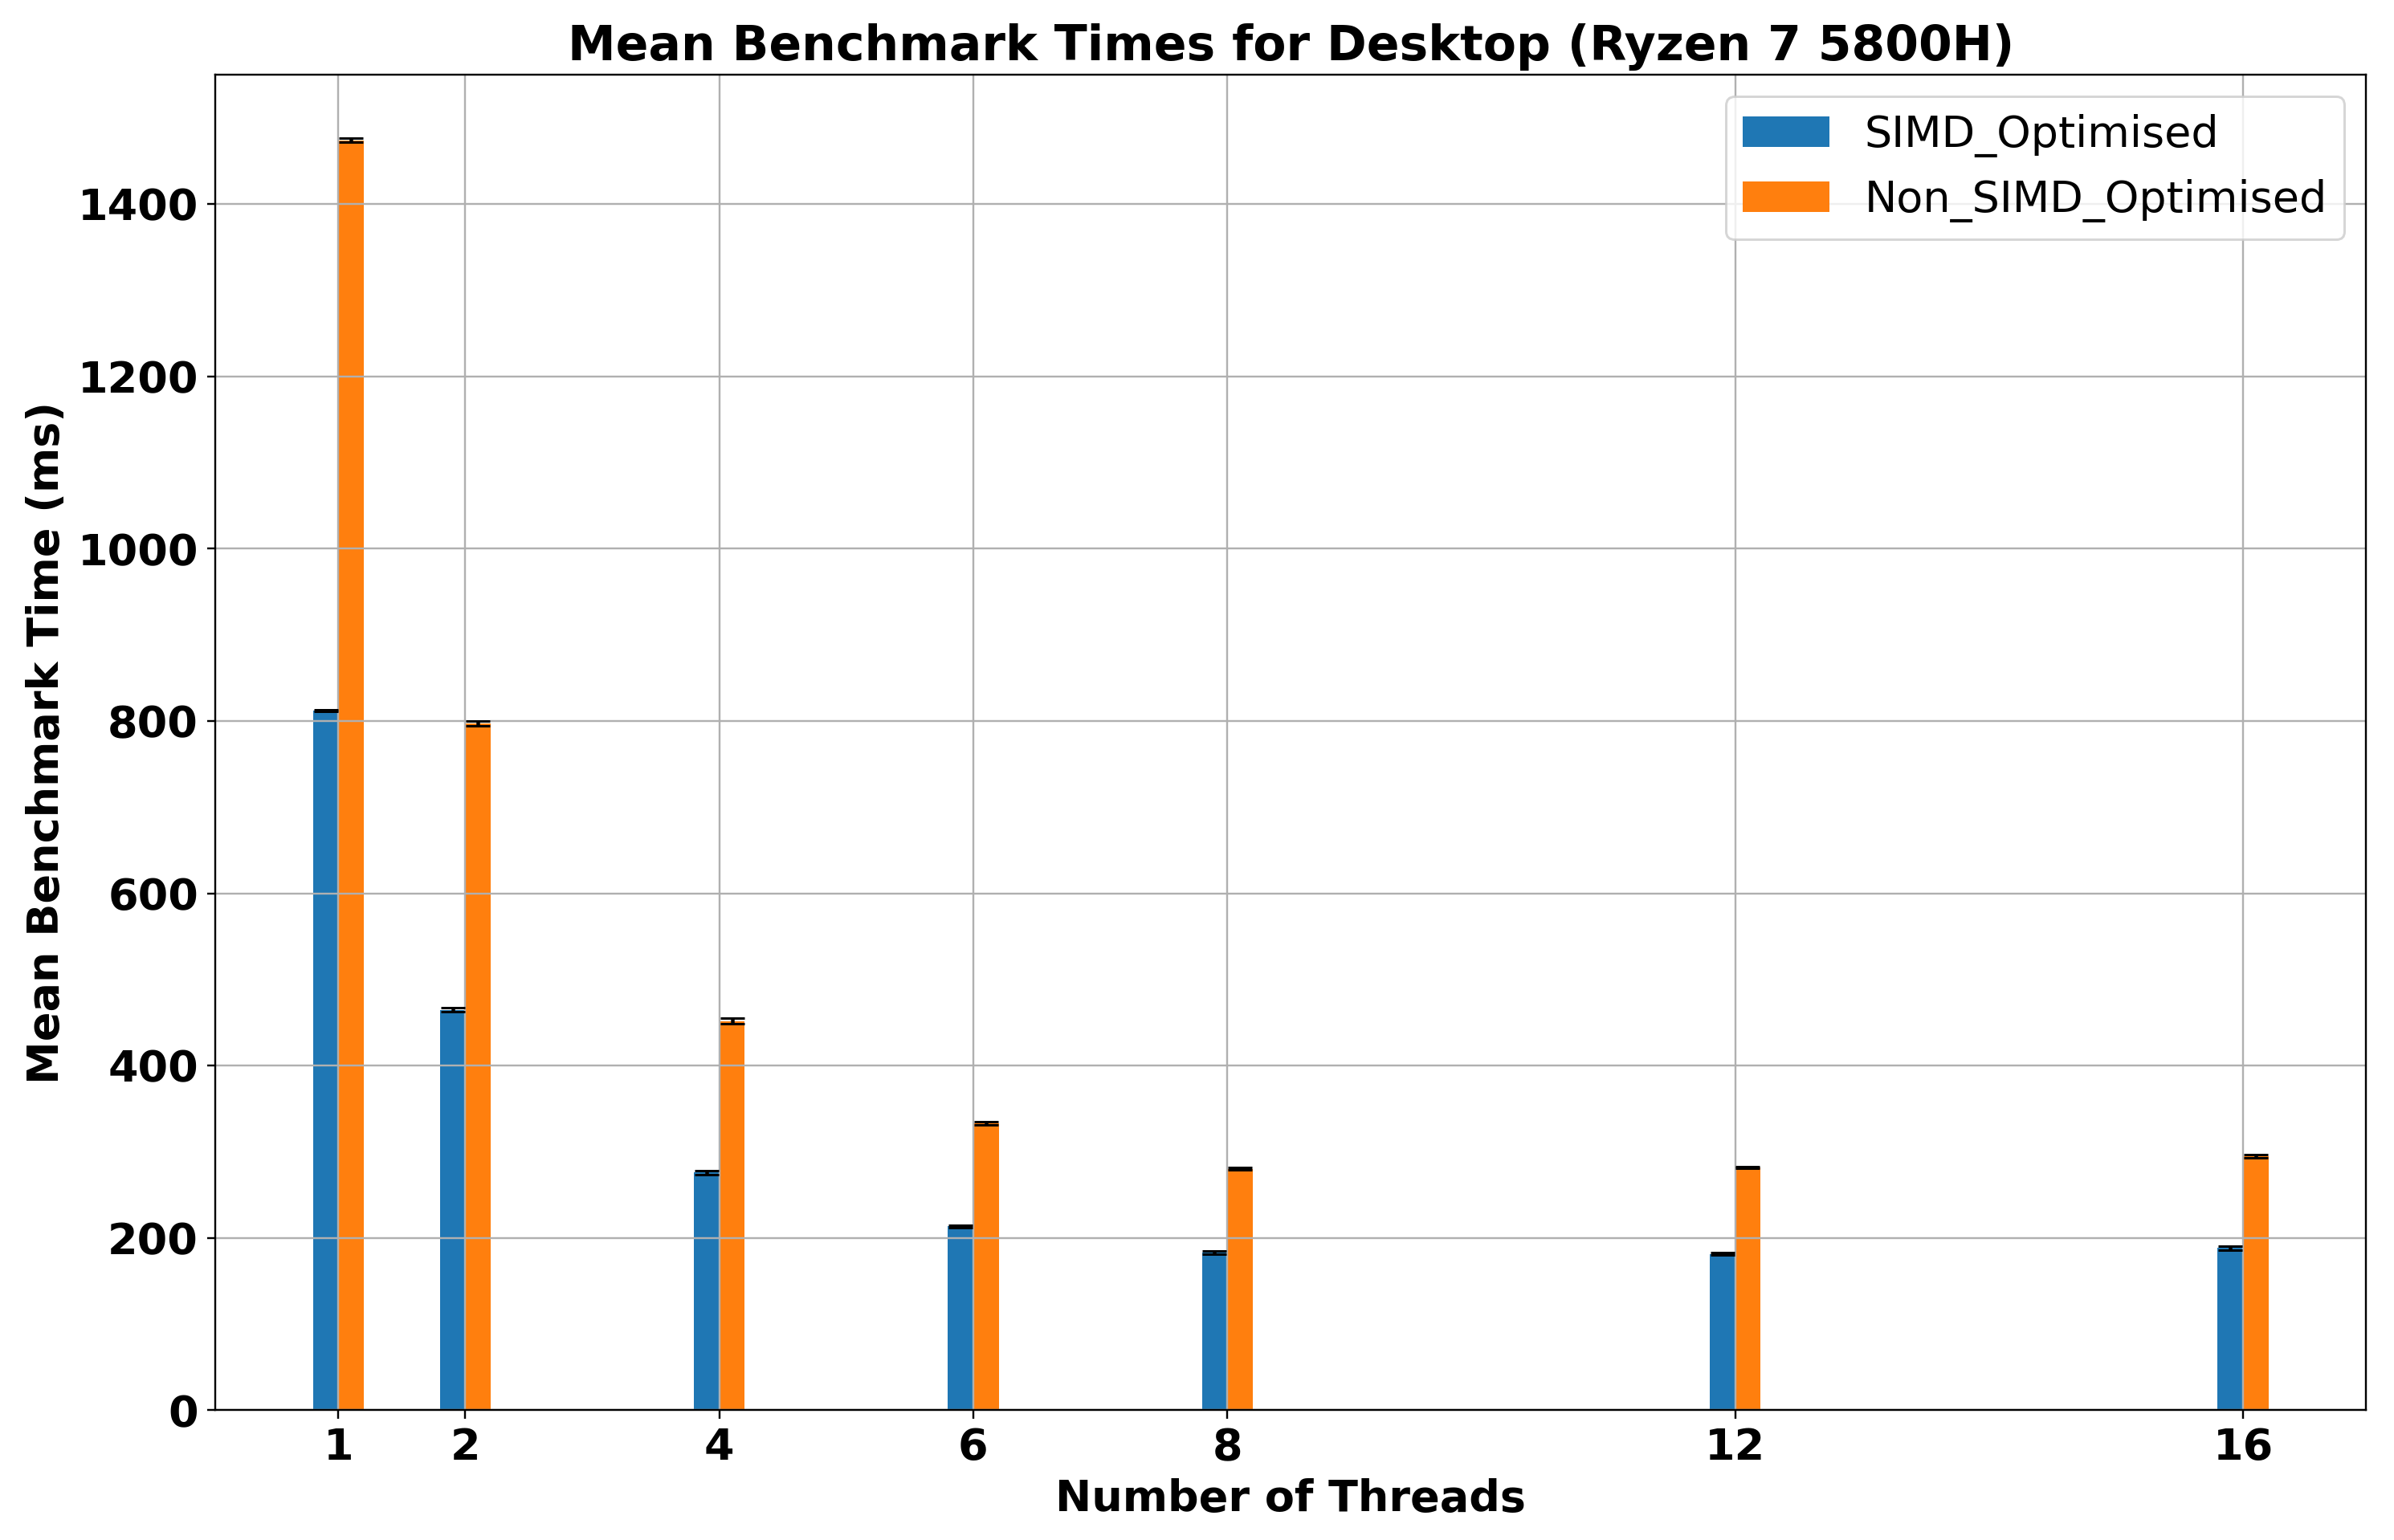 Mean Benchmark Times for Desktop (Ryzen 7 5800H)
SIMD_Optimised
Non_SIMD_Optimised
Mean Benchmark Time (ms)
1400
1200
1000
800
600
400
200
0
1 2 4 6 8 12 16
Number of Threads